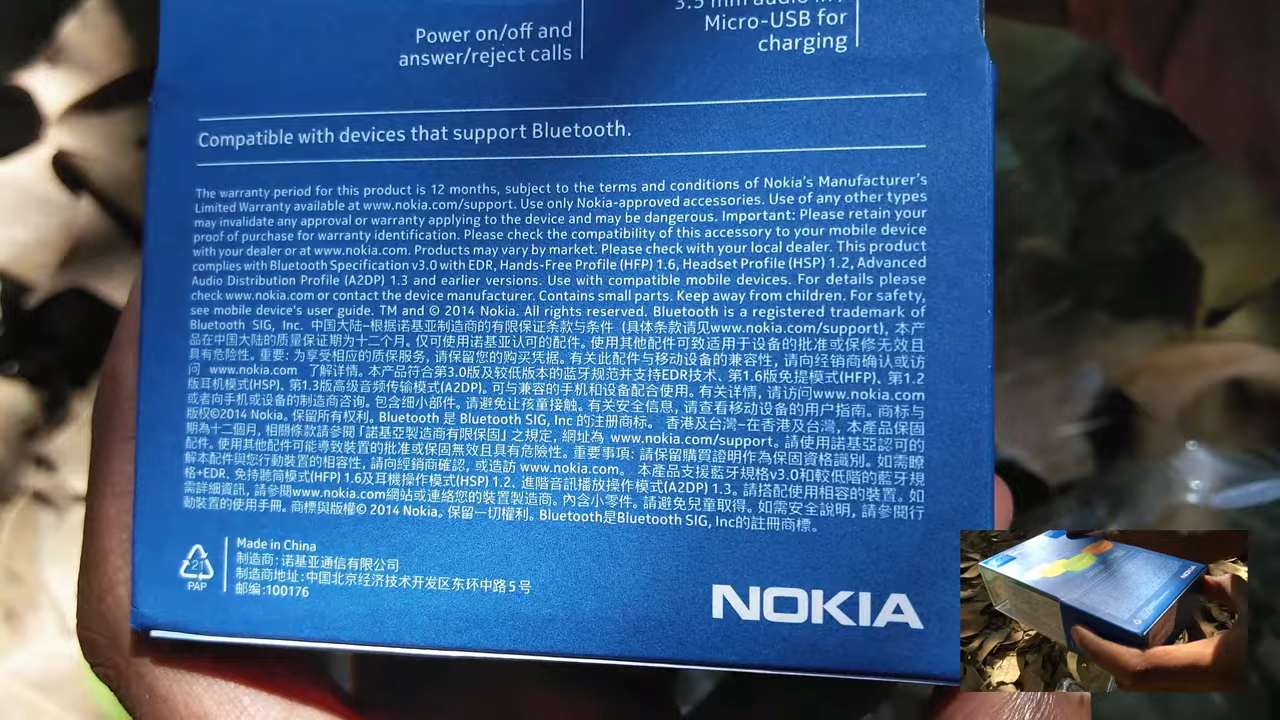 Power on/off and
answer/reject calls
3.5 mm audio
Micro-USB for
charging
Compatible with devices that support Bluetooth.
The warranty period for this product is 12 months, subject to the terms and conditions of Nokia's Manufacturer's
Limited Warranty available at www.nokia.com/support. Use only Nokia-approved accessories. Use of any other types
may invalidate any approval or warranty applying to the device and may be dangerous. Important: Please retain your
proof of purchase for warranty identification. Please check the compatibility of this accessory to your mobile device
with your dealer or at www.nokia.com. Products may vary by market. Please check with your local dealer. This product
complies with Bluetooth Specification v3.0 with EDR, Hands-Free Profile (HFP) 1.6, Headset Profile (HSP) 1.2, Advanced
Audio Distribution Profile (A2DP) 1.3 and earlier versions. Use with compatible mobile devices. For details please
check www.nokia.com or contact the device manufacturer. Contains small parts. Keep away from children. For safety,
see mobile device's user guide. TM and © 2014 Nokia. All rights reserved. Bluetooth is a registered trademark of
Bluetooth SIG, Inc. 中国大陆–根据诺基亚制造商的有限保证条款与条件 (具体条款请见www.nokia.com/support), 本产
品在中国大陆的质量保证期为十二个月。仅可使用诺基亚认可的配件。使用其他配件可致适用于设备的批准或保修无效且
具有危险性。重要: 为享受相应的质保服务, 请保留您的购买凭据。有关此配件与移动设备的兼容性, 请向经销商确认或访
问 www.nokia.com 了解详情。本产品符合第3.0版及较低版本的蓝牙规范并支持EDR技术、第1.6版免提模式(HFP)、第1.2
版耳机模式(HSP)、第1.3版高级音频传输模式(A2DP)。可与兼容的手机和设备配合使用。有关详情, 请访问www.nokia.com
或者向手机或设备的制造商咨询。包含细小部件。请避免让孩童接触。有关安全信息, 请查看移动设备的用户指南。商标与
版权©2014 Nokia。保留所有权利。Bluetooth 是 Bluetooth SIG, Inc 的注册商标。 香港及台灣–在香港及台灣, 本產品保固
期為十二個月, 相關條款請參閱「諾基亞製造商有限保固」之規定, 網址為 www.nokia.com/support。請使用諾基亞認可的
配件。使用其他配件可能導致裝置的批准或保固無效且具有危險性。重要事項: 請保留購買證明作為保固資格識別。如需瞭
解本配件與您行動裝置的相容性, 請向經銷商確認, 或造訪 www.nokia.com。 本產品支援藍牙規格v3.0和較低階的藍牙規
格+EDR、免持聽筒模式(HFP) 1.6及耳機操作模式(HSP) 1.2、進階音訊播放操作模式(A2DP) 1.3。請搭配使用相容的裝置。如
需詳細資訊, 請參閱www.nokia.com網站或連絡您的裝置製造商。內含小零件。請避免兒童取得。如需安全說明, 請參閱行
動裝置的使用手冊。商標與版權© 2014 Nokia。保留一切權利。Bluetooth是Bluetooth SIG, Inc的註冊商標。
21
PAP
Made in China
制造商: 诺基亚通信有限公司
制造商地址: 中国北京经济技术开发区东环中路5号
邮编:100176
NOKIA
NOKIA